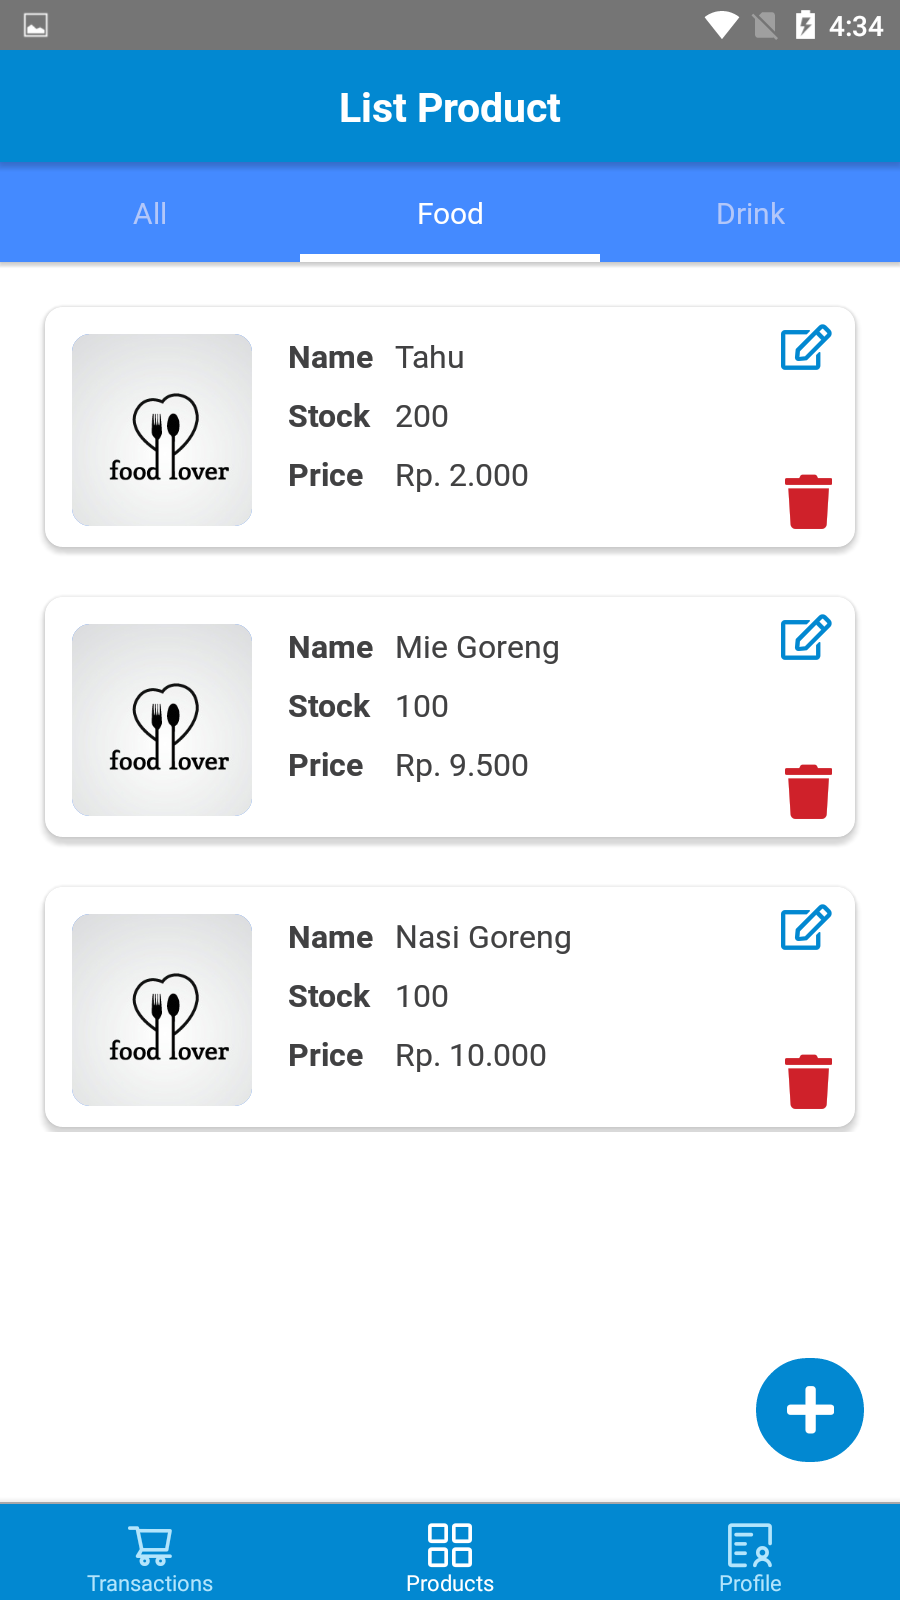 4:34
List Product
All Food Drink
Name Tahu
Stock 200
Price Rp. 2.000
food lover
Name Mie Goreng
Stock 100
Price Rp. 9.500
food lover
Name Nasi Goreng
Stock 100
Price Rp. 10.000
food lover
Transactions Products Profile